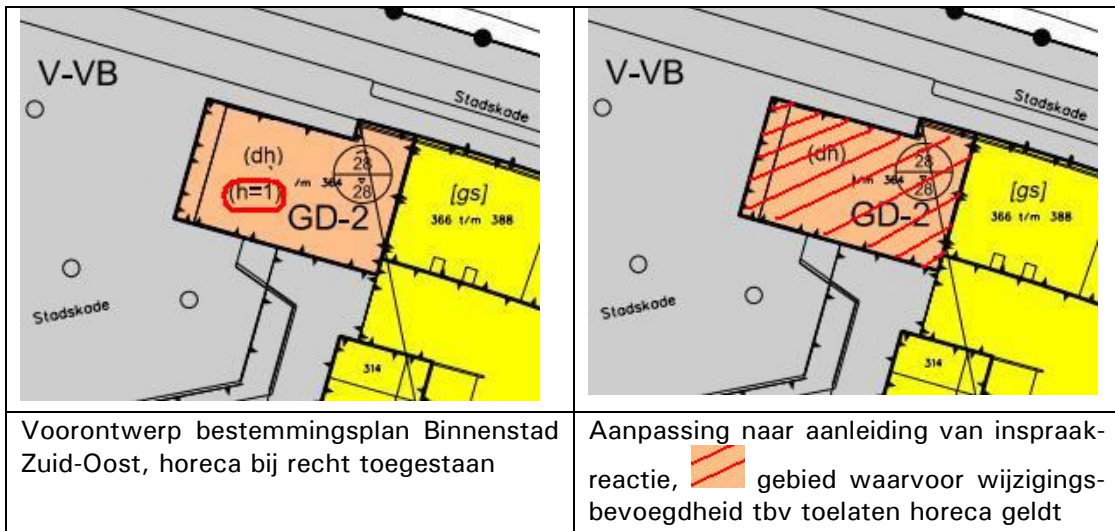 V-VB
Stadskade
(dh)
(h=1)
28
28
GD-2
[gs]
366 t/m 388
Stadskade
314
Voorontwerp bestemmingsplan Binnenstad
Zuid-Oost, horeca bij recht toegestaan
V-VB
Stadskade
(dh)
28
28
GD-2
[gs]
366 t/m 388
Stadskade
314
Aanpassing naar aanleiding van inspraak-
reactie, gebied waarvoor wijzigings-
bevoegdheid tbv toelaten horeca geldt